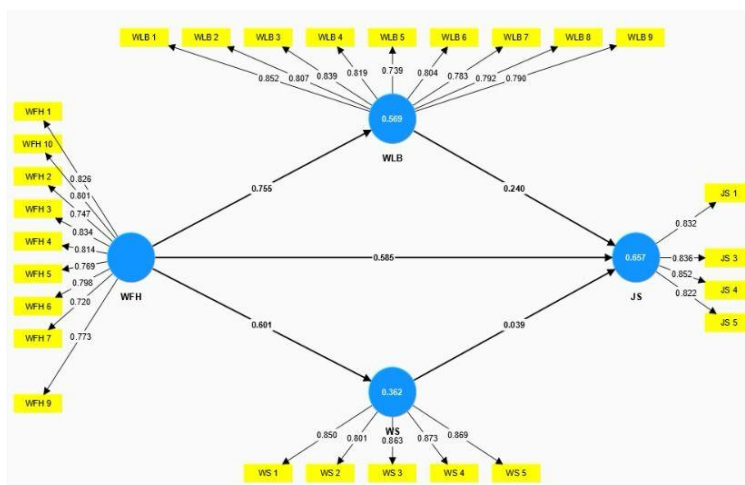 WLB 1 WLB 2 WLB 3 WLB 4 WLB 5 WLB 6 WLB 7 WLB 8 WLB 9
0.852 0.807 0.839 0.819 0.739 0.804 0.783 0.792 0.790
0.569
WLB
WFH 1
WFH 10
WFH 2
WFH 3
WFH 4
WFH 5
WFH 6
WFH 7
WFH 9
0.826
0.801
0.747
0.834
0.814
0.769
0.798
0.720
0.773
WFH
0.755
0.240
0.585
0.601
0.039
0.657
JS
0.832
0.836
0.852
0.822
JS 1
JS 3
JS 4
JS 5
0.362
WS
0.850 0.801 0.863 0.873 0.869
WS 1 WS 2 WS 3 WS 4 WS 5